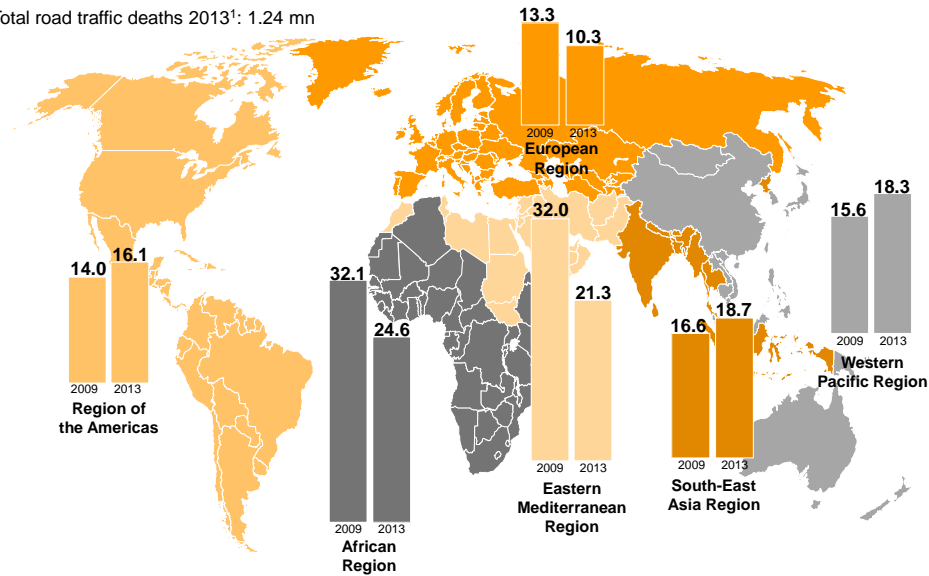 Total road traffic deaths 2013¹: 1.24 mn
13.3
10.3
2009 2013
European
Region
14.0
16.1
2009 2013
Region of
the Americas
32.1
24.6
2009 2013
African
Region
32.0
21.3
2009 2013
Eastern
Mediterranean
Region
16.6
18.7
2009 2013
South-East
Asia Region
15.6
18.3
2009 2013
Western
Pacific Region